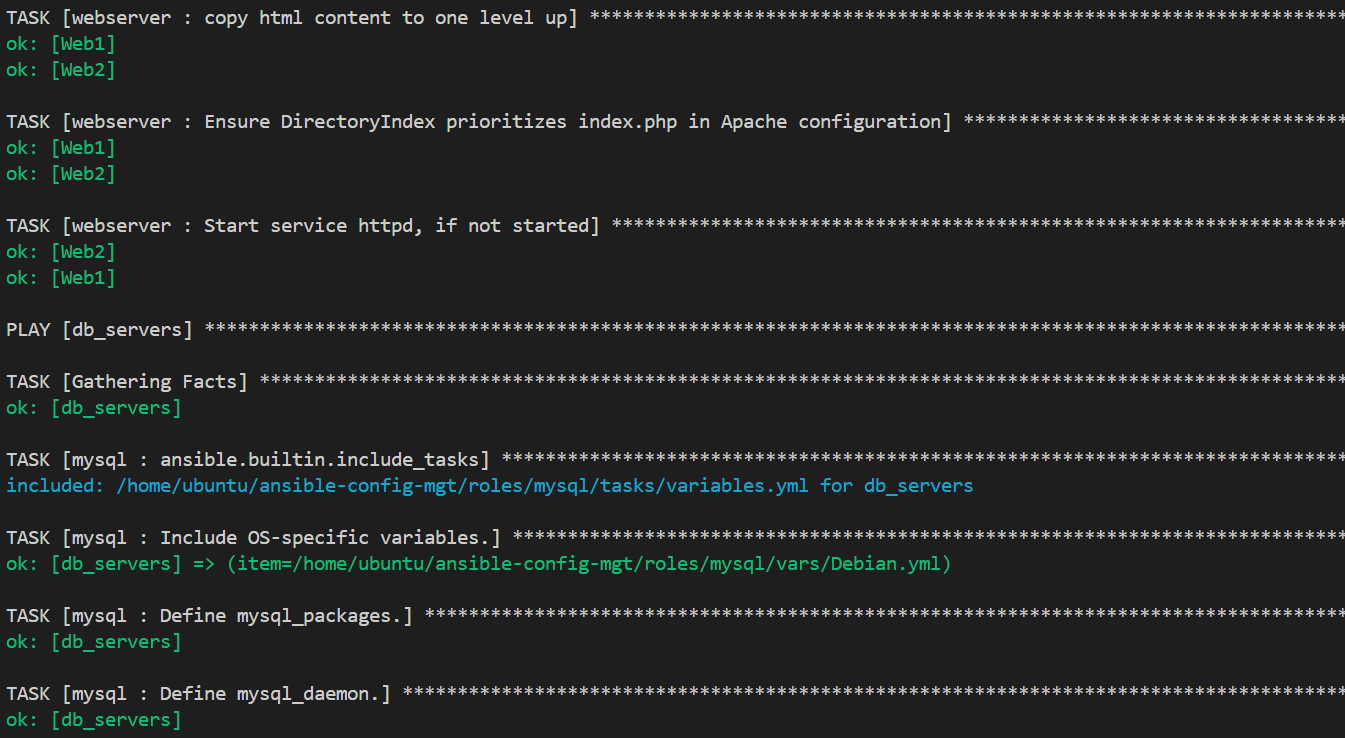 TASK [webserver : copy html content to one level up] *********************************************************************
ok: [Web1]
ok: [Web2]
TASK [webserver : Ensure DirectoryIndex prioritizes index.php in Apache configuration] ***********************************
ok: [Web1]
ok: [Web2]
TASK [webserver : Start service httpd, if not started] *******************************************************************
ok: [Web2]
ok: [Web1]
PLAY [db_servers] ********************************************************************************************************
TASK [Gathering Facts] ***************************************************************************************************
ok: [db_servers]
TASK [mysql : ansible.builtin.include_tasks] *****************************************************************************
included: /home/ubuntu/ansible-config-mgt/roles/mysql/tasks/variables.yml for db_servers
TASK [mysql : Include OS-specific variables.] ****************************************************************************
ok: [db_servers] => (item=/home/ubuntu/ansible-config-mgt/roles/mysql/vars/Debian.yml)
TASK [mysql : Define mysql_packages.] ************************************************************************************
ok: [db_servers]
TASK [mysql : Define mysql_daemon.] **************************************************************************************
ok: [db_servers]